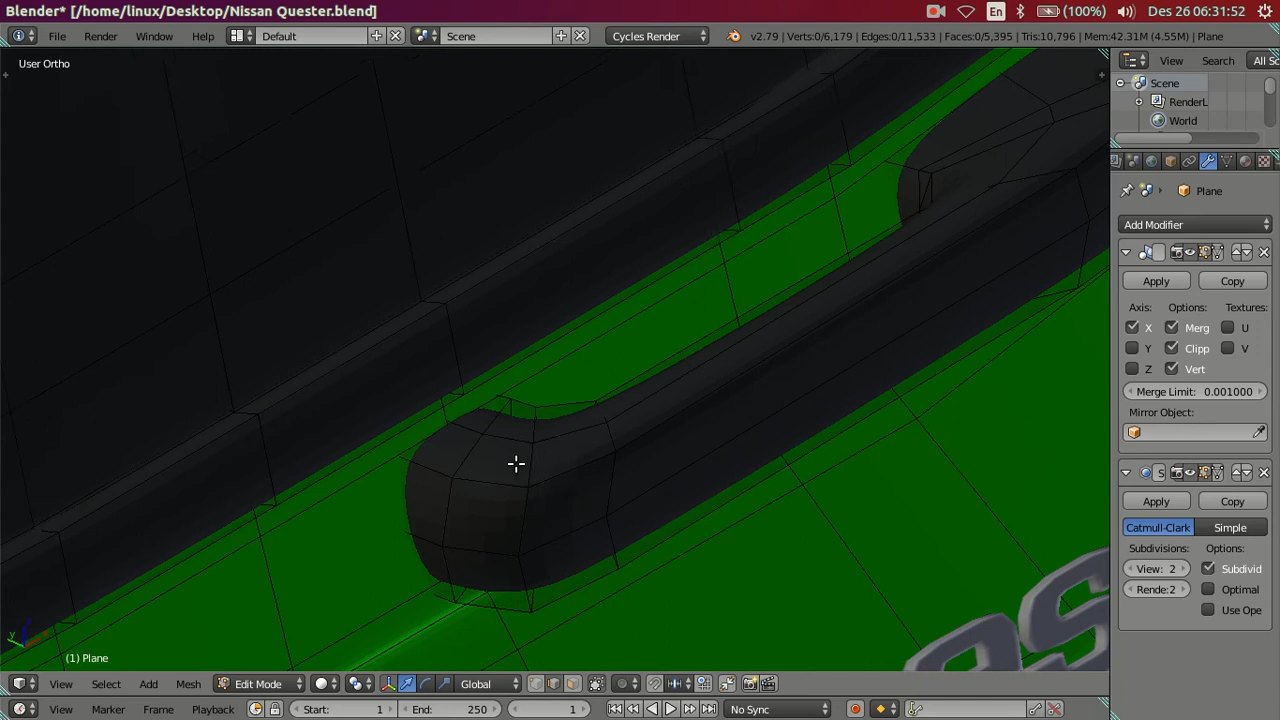 Blender* [/home/linux/Desktop/Nissan Quester.blend]
En
(100%)
Des 26 06:31:52
File Render Window Help
Default
Scene
Cycles Render
v2.79 | Verts:0/6,179 | Edges:0/11,533 | Faces:0/5,395 | Tris:10,796 | Mem:42.31M (4.55M) | Plane
User Ortho
View Search All Sc
Scene
RenderL
World
Plane
Add Modifier
Apply Copy
Axis: Options: Textures:
X Merg U
Y Clipp V
Z Vert
Merge Limit: 0.001000
Mirror Object:
S
Apply Copy
Catmull-Clark Simple
Subdivisions: Options:
View: 2 Subdivid
Rende:2 Optimal
Use Ope
y
(1) Plane
View Select Add Mesh Edit Mode Global
View Marker Frame Playback Start: 1 End: 250 1 No Sync